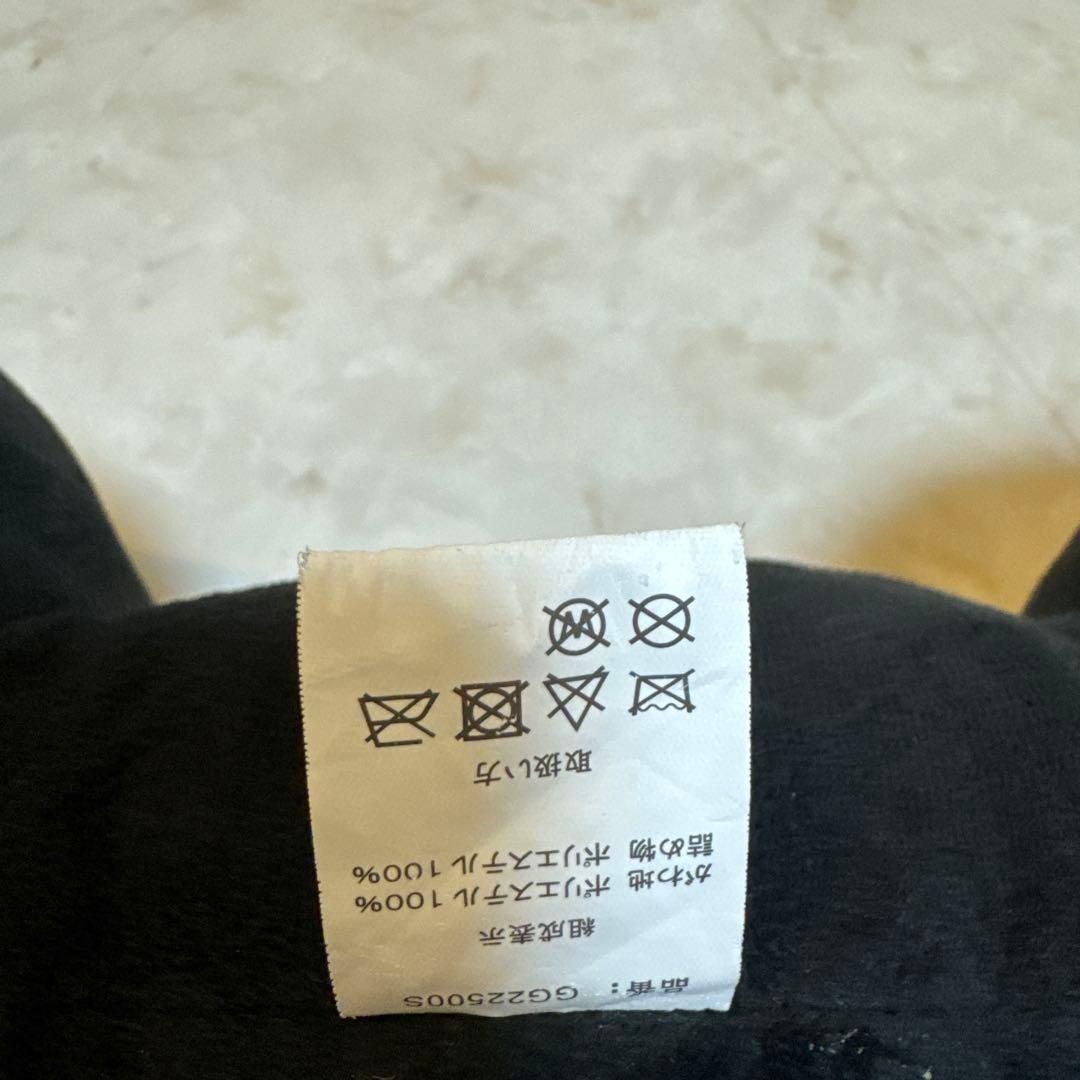 品番：GG22500S
組成表示
がわ地 ポリエステル100%
詰め物 ポリエステル100%
取扱い方
W